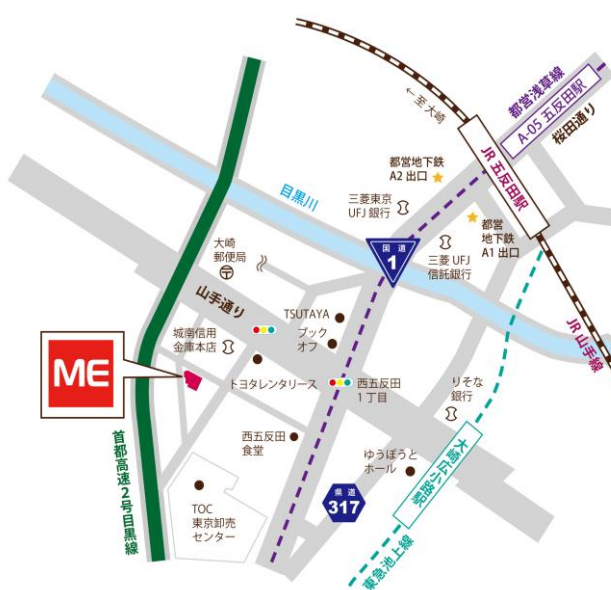 都営浅草線
A-05 五反田駅
桜田通り
← 至 大崎
JR 五反田駅
都営地下鉄
A2 出口
三菱東京
UFJ 銀行
都営
地下鉄
A1 出口
目黒川
国道
1
三菱 UFJ
信託銀行
大崎
郵便局
〒
山手通り
TSUTAYA
ブック
オフ
JR 山手線
城南信用
金庫本店
ME
トヨタレンタリース
西五反田
1丁目
りそな
銀行
西五反田
食堂
ゆうぽうと
ホール
大崎広小路駅
首都高速2号目黒線
県道
317
TOC
東京卸売
センター
東急池上線